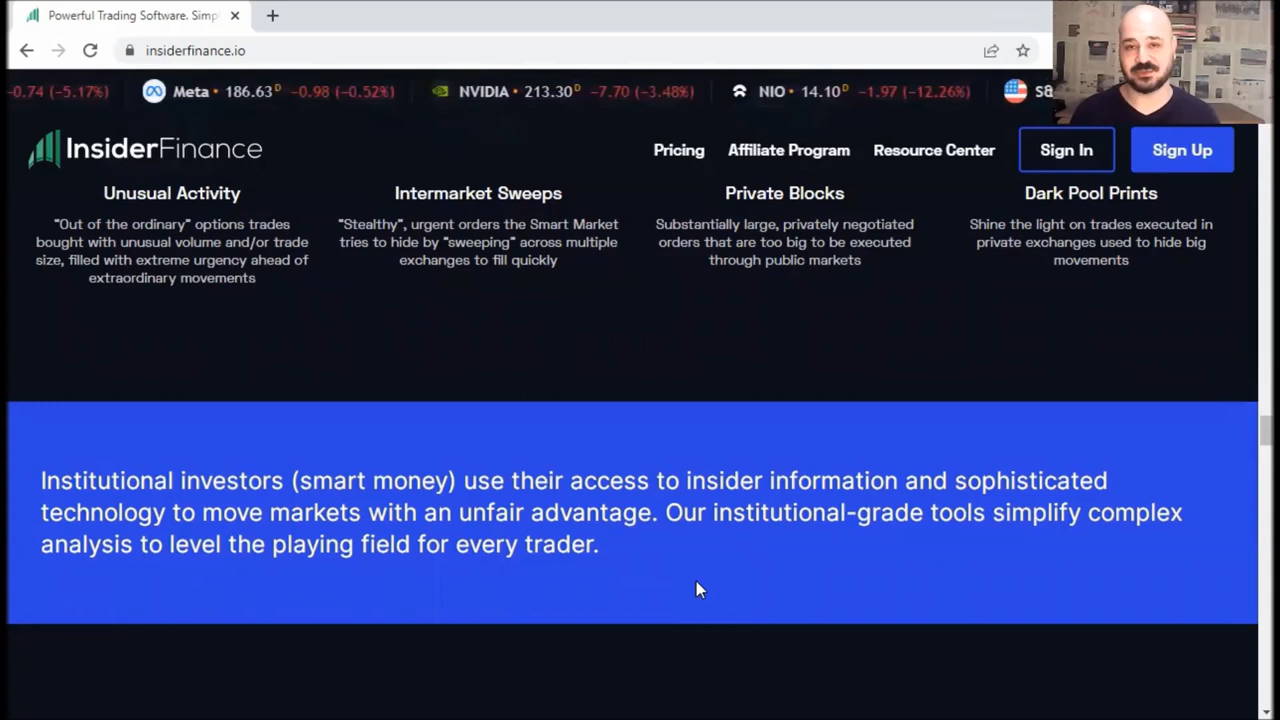 Powerful Trading Software. Simp
insiderfinance.io
-0.74 (-5.17%) Meta • 186.63 D -0.98 (-0.52%) NVIDIA • 213.30 D -7.70 (-3.48%) NIO • 14.10 D -1.97 (-12.26%) S&
InsiderFinance Pricing Affiliate Program Resource Center Sign In Sign Up
Unusual Activity
"Out of the ordinary" options trades
bought with unusual volume and/or trade
size, filled with extreme urgency ahead of
extraordinary movements
Intermarket Sweeps
"Stealthy", urgent orders the Smart Market
tries to hide by "sweeping" across multiple
exchanges to fill quickly
Private Blocks
Substantially large, privately negotiated
orders that are too big to be executed
through public markets
Dark Pool Prints
Shine the light on trades executed in
private exchanges used to hide big
movements
Institutional investors (smart money) use their access to insider information and sophisticated
technology to move markets with an unfair advantage. Our institutional-grade tools simplify complex
analysis to level the playing field for every trader.